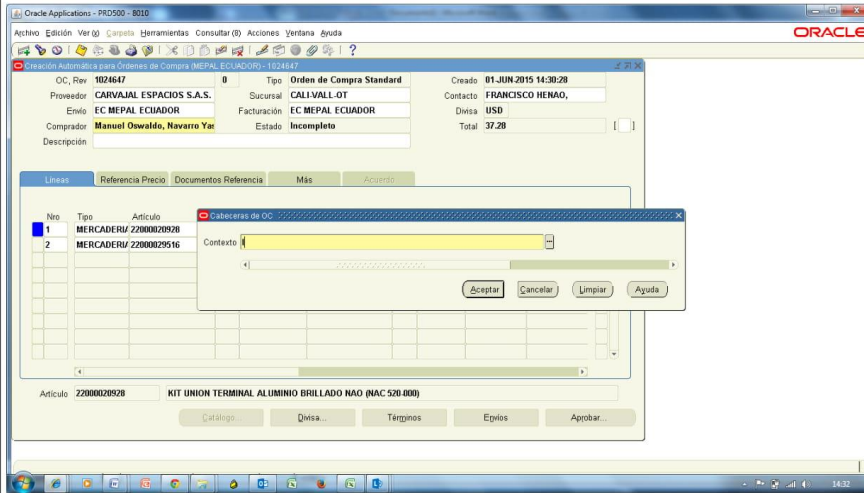 Oracle Applications - PRD500 - 8010
Archivo Edición Ver(y) Carpeta Herramientas Consultar(8) Acciones Ventana Ayuda
ORACLE
Creación Automática para Órdenes de Compra (MEPAL ECUADOR) - 1024647
OC, Rev 1024647 0 Tipo Orden de Compra Standard Creado 01-JUN-2015 14:30:28
Proveedor CARVAJAL ESPACIOS S.A.S. Sucursal CALI-VALL-OT Contacto FRANCISCO HENAO,
Envío EC MEPAL ECUADOR Facturación EC MEPAL ECUADOR Divisa USD
Comprador Manuel Oswaldo, Navarro Yas Estado Incompleto Total 37.28 [ ]
Descripción
Líneas Referencia Precio Documentos Referencia Más Acuerdo
Nro Tipo Artículo
1 MERCADERIA 22000020928
2 MERCADERIA 22000029516
Cabeceras de OC
Contexto
Aceptar Cancelar Limpiar Ayuda
Artículo 22000020928 KIT UNION TERMINAL ALUMINIO BRILLADO NAO (NAC 520-000)
Catálogo... Divisa... Términos Envíos Aprobar...
14:32